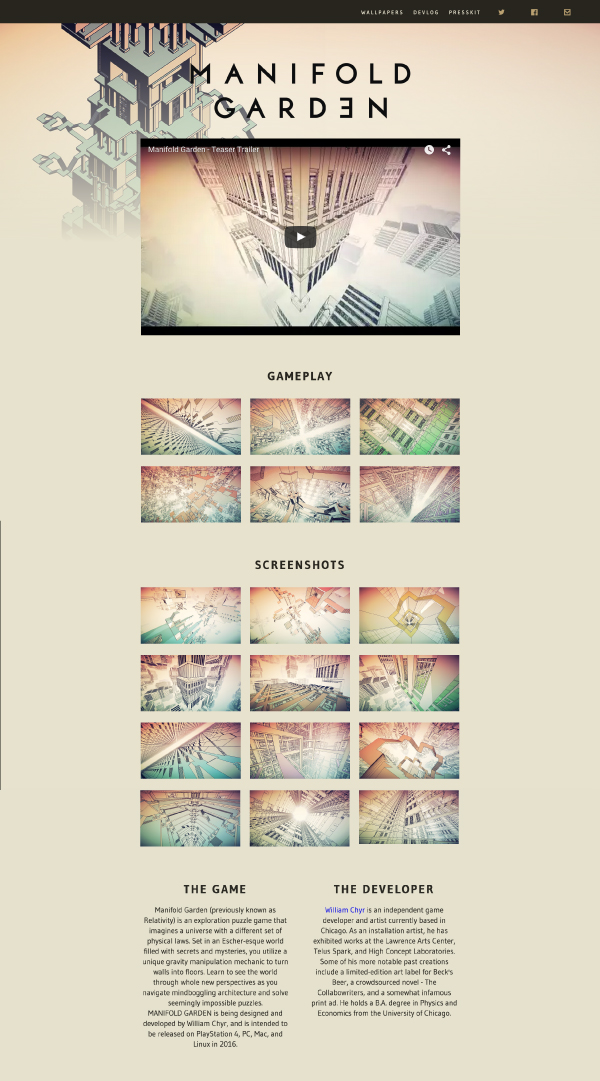 WALLPAPERS DEVLOG PRESSKIT
MANIFOLD
GARDEN
Manifold Garden - Teaser Trailer
GAMEPLAY
SCREENSHOTS
THE GAME
Manifold Garden (previously known as
Relativity) is an exploration puzzle game that
imagines a universe with a different set of
physical laws. Set in an Escher-esque world
filled with secrets and mysteries, you utilize a
unique gravity manipulation mechanic to turn
walls into floors. Learn to see the world
through whole new perspectives as you
navigate mindboggling architecture and solve
seemingly impossible puzzles.
MANIFOLD GARDEN is being designed and
developed by William Chyr, and is intended to
be released on PlayStation 4, PC, Mac, and
Linux in 2016.
THE DEVELOPER
William Chyr is an independent game
developer and artist currently based in
Chicago. As an installation artist, he has
exhibited works at the Lawrence Arts Center,
Telus Spark, and High Concept Laboratories.
Some of his more notable past creations
include a limited-edition art label for Beck's
Beer, a crowdsourced novel - The
Collabowriters, and a somewhat infamous
print ad. He holds a B.A. degree in Physics and
Economics from the University of Chicago.